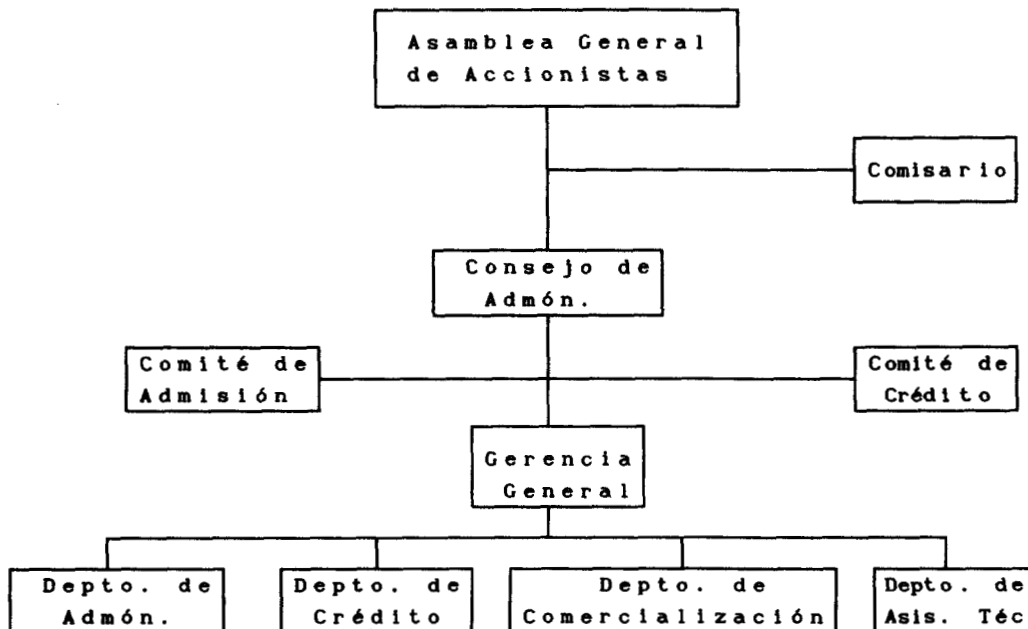 Asamblea General
de Accionistas
Comisario
Consejo de
Admón.
Comité de
Admisión
Comité de
Crédito
Gerencia
General
Depto. de
Admón.
Depto. de
Crédito
Depto. de
Comercialización
Depto. de
Asis. Téc